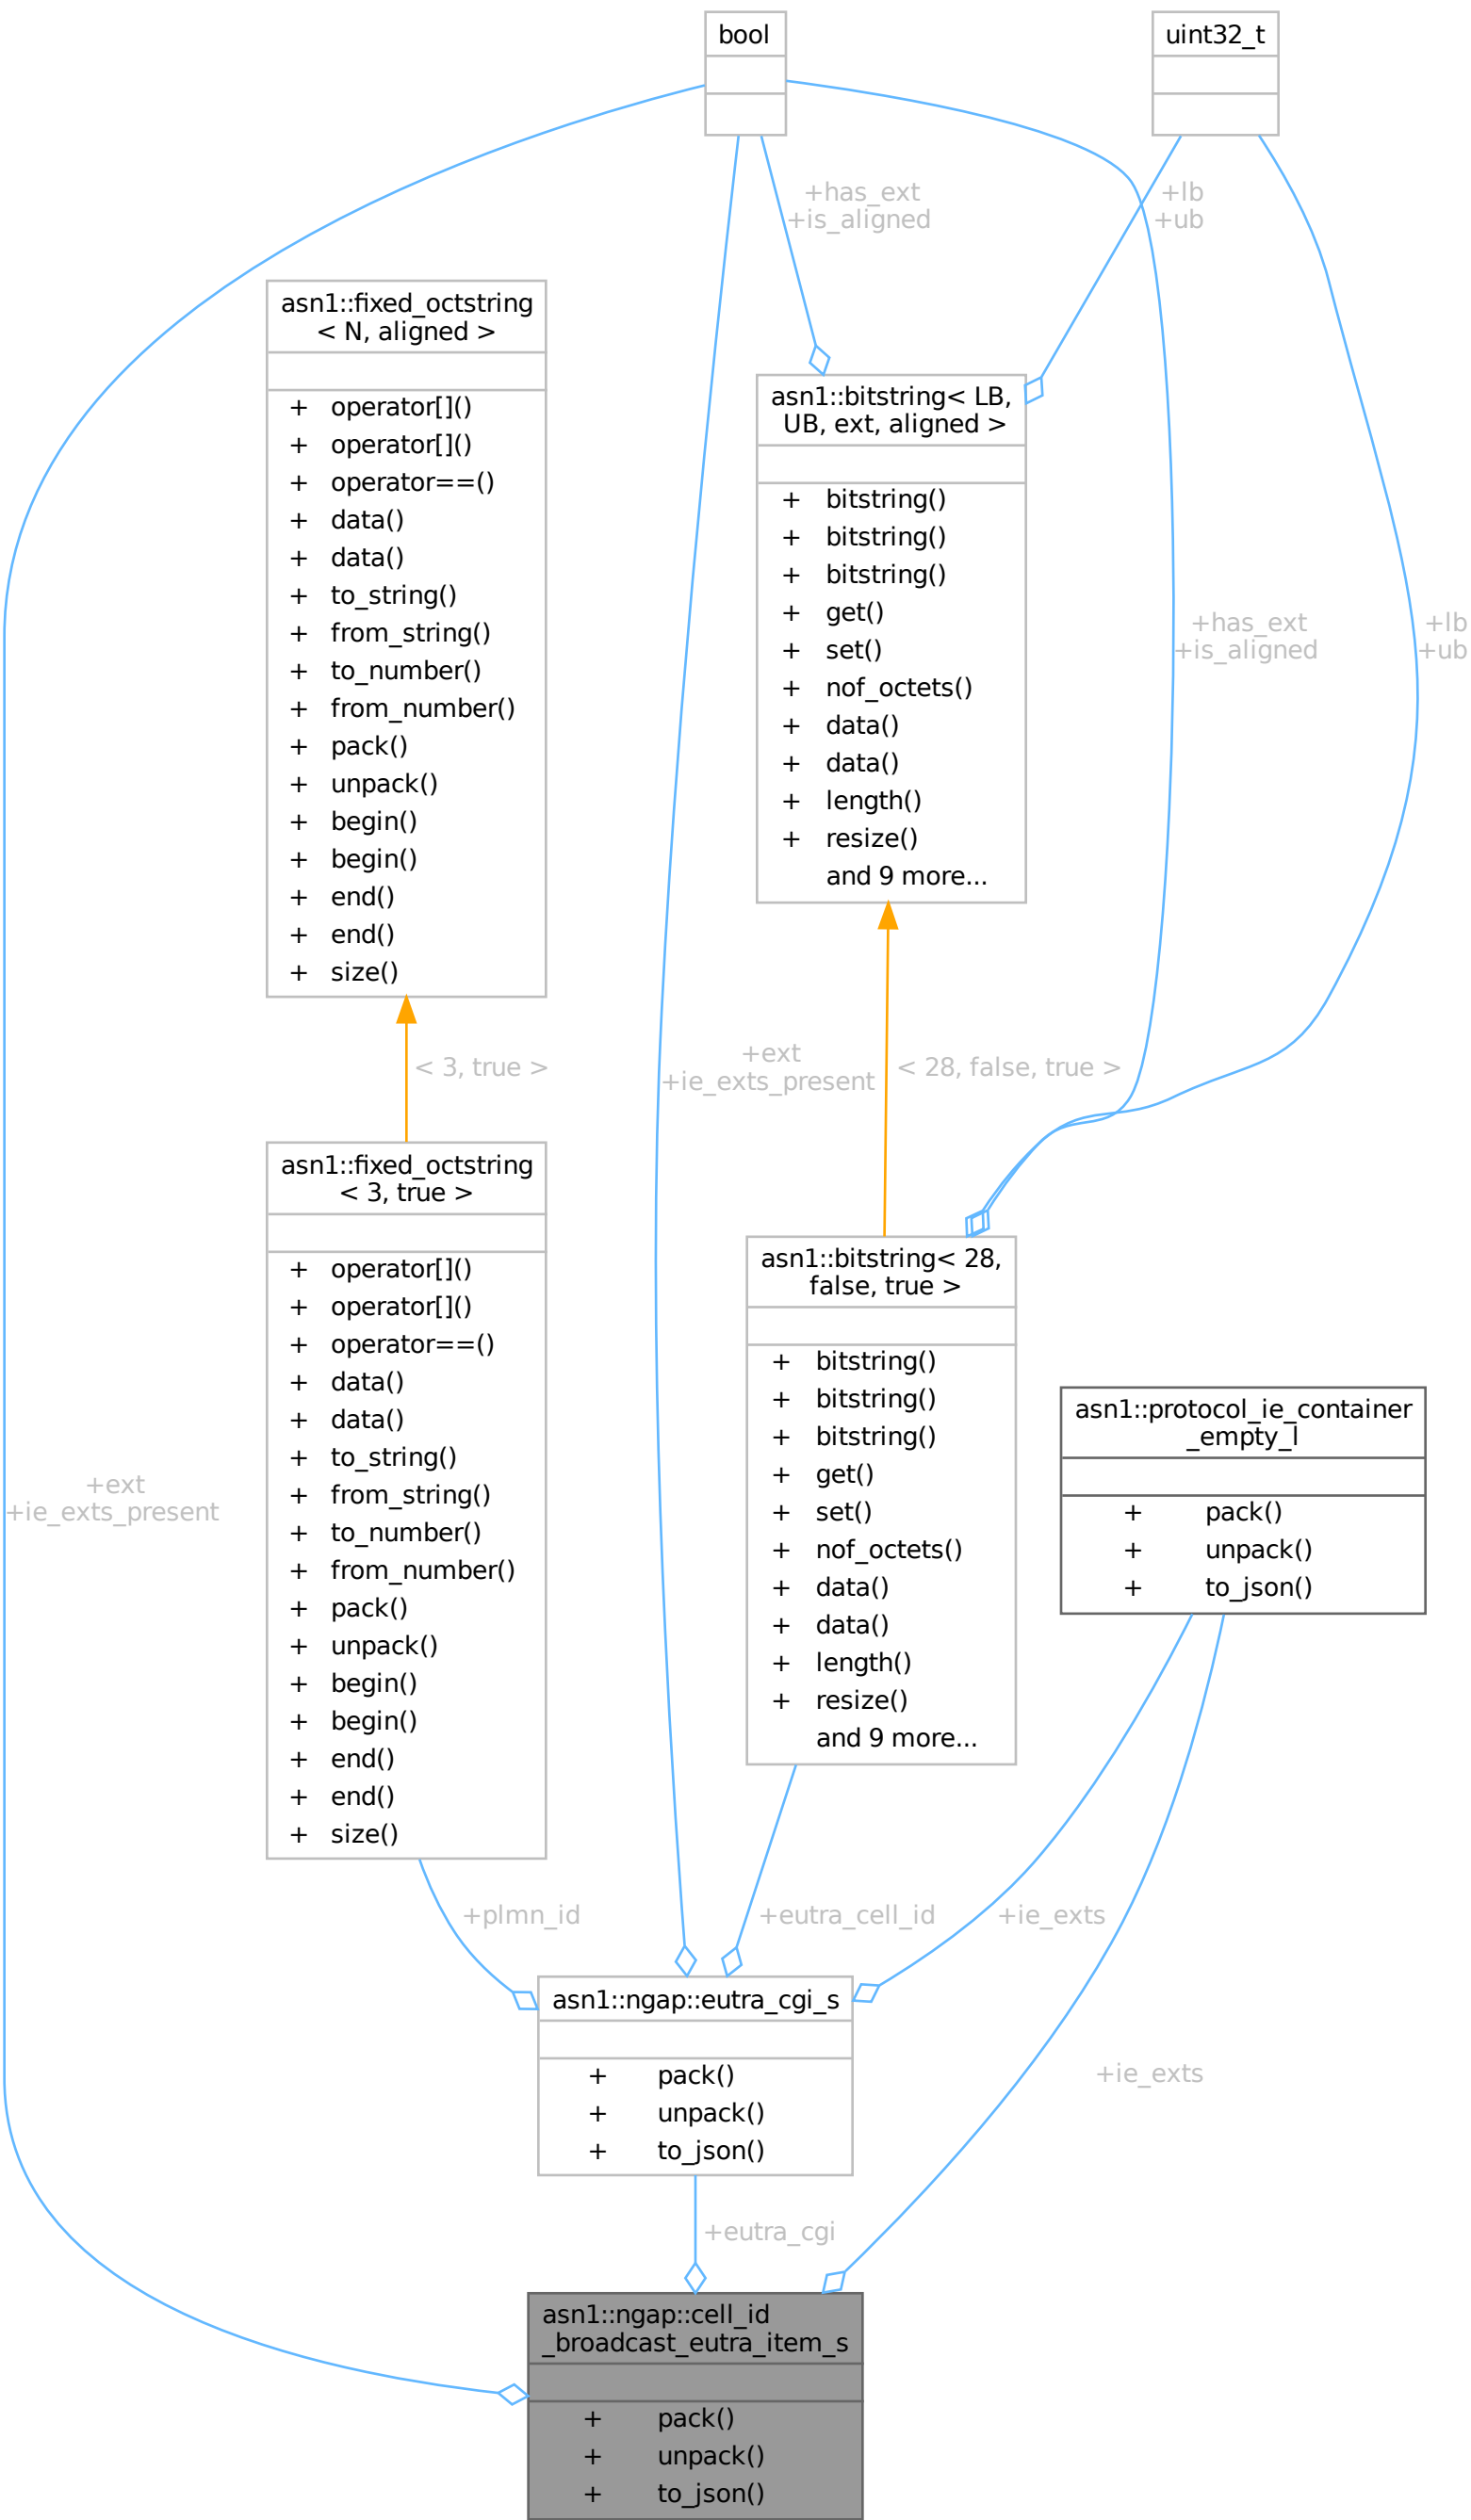 bool
uint32_t
+has_ext
+is_aligned
+lb
+ub
asn1::fixed_octstring
< N, aligned >
+ operator[]()
+ operator[]()
+ operator==()
+ data()
+ data()
+ to_string()
+ from_string()
+ to_number()
+ from_number()
+ pack()
+ unpack()
+ begin()
+ begin()
+ end()
+ end()
+ size()
asn1::bitstring< LB,
UB, ext, aligned >
+ bitstring()
+ bitstring()
+ bitstring()
+ get()
+ set()
+ nof_octets()
+ data()
+ data()
+ length()
+ resize()
and 9 more...
+has_ext
+is_aligned
+lb
+ub
< 3, true >
+ext
+ie_exts_present
< 28, false, true >
asn1::fixed_octstring
< 3, true >
+ operator[]()
+ operator[]()
+ operator==()
+ data()
+ data()
+ to_string()
+ from_string()
+ to_number()
+ from_number()
+ pack()
+ unpack()
+ begin()
+ begin()
+ end()
+ end()
+ size()
asn1::bitstring< 28,
false, true >
+ bitstring()
+ bitstring()
+ bitstring()
+ get()
+ set()
+ nof_octets()
+ data()
+ data()
+ length()
+ resize()
and 9 more...
asn1::protocol_ie_container
_empty_l
+ pack()
+ unpack()
+ to_json()
+ext
+ie_exts_present
+plmn_id
+eutra_cell_id
+ie_exts
asn1::ngap::eutra_cgi_s
+ pack()
+ unpack()
+ to_json()
+ie_exts
+eutra_cgi
asn1::ngap::cell_id
_broadcast_eutra_item_s
+ pack()
+ unpack()
+ to_json()